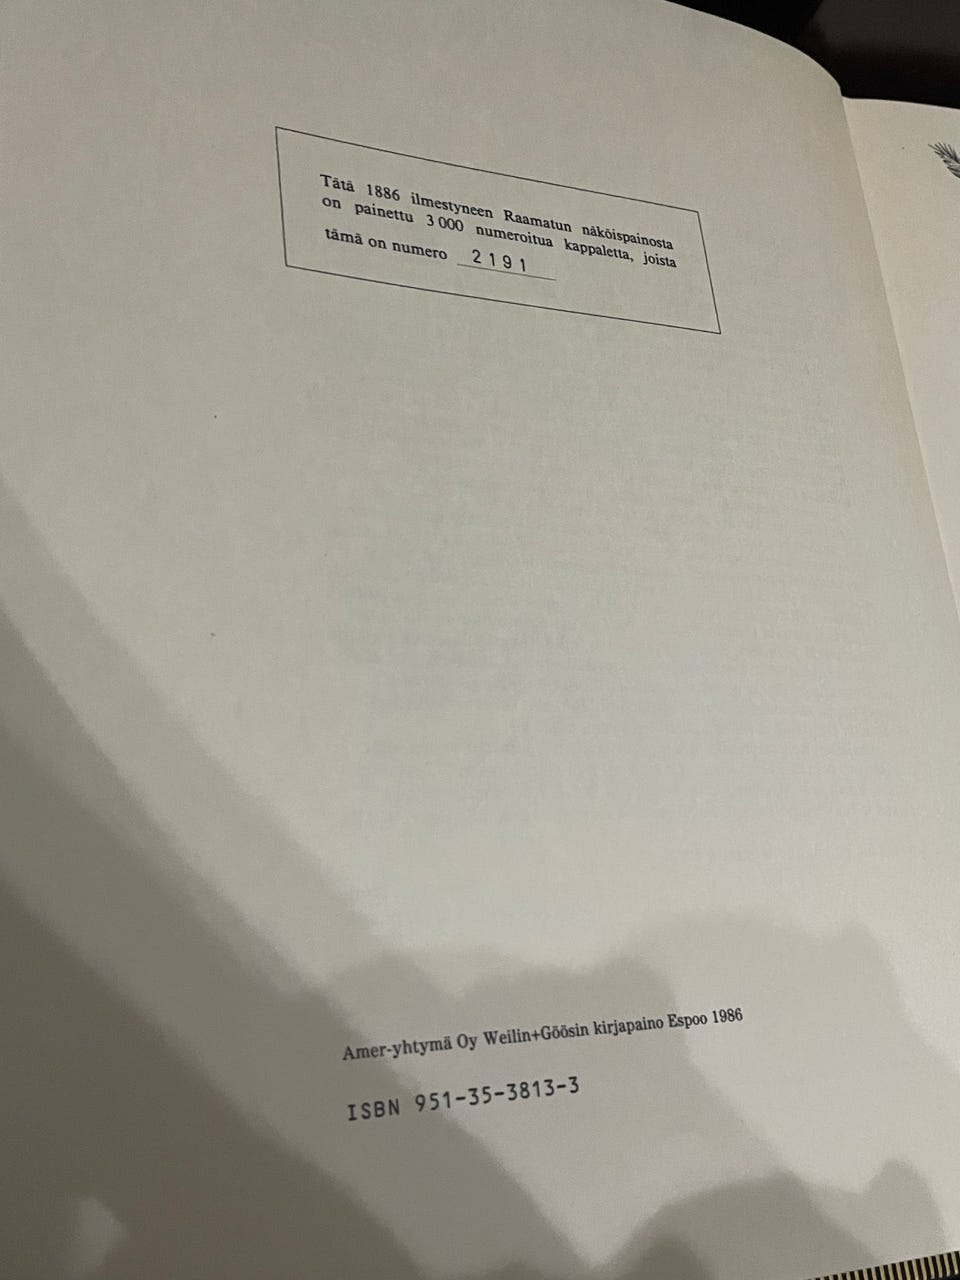 Tätä 1886 ilmestyneen Raamatun näköispainosta
on painettu 3 000 numeroitua kappaletta, joista
tämä on numero 2191
Amer-yhtymä Oy Weilin+Göösin kirjapaino Espoo 1986
ISBN 951-35-3813-3